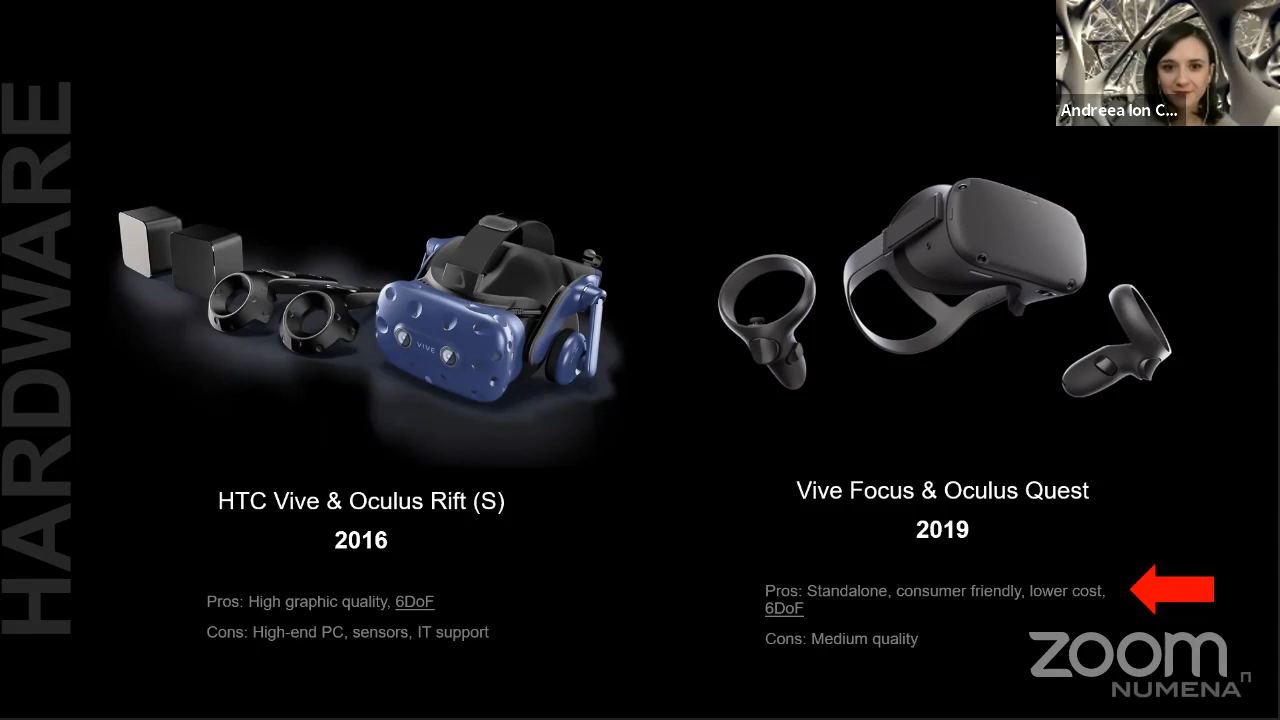 HARDWARE
Andreea Ion C...
VIVE
HTC Vive & Oculus Rift (S)
2016
Pros: High graphic quality, 6DoF
Cons: High-end PC, sensors, IT support
Vive Focus & Oculus Quest
2019
Pros: Standalone, consumer friendly, lower cost,
6DoF
Cons: Medium quality
zoom
NUMENA